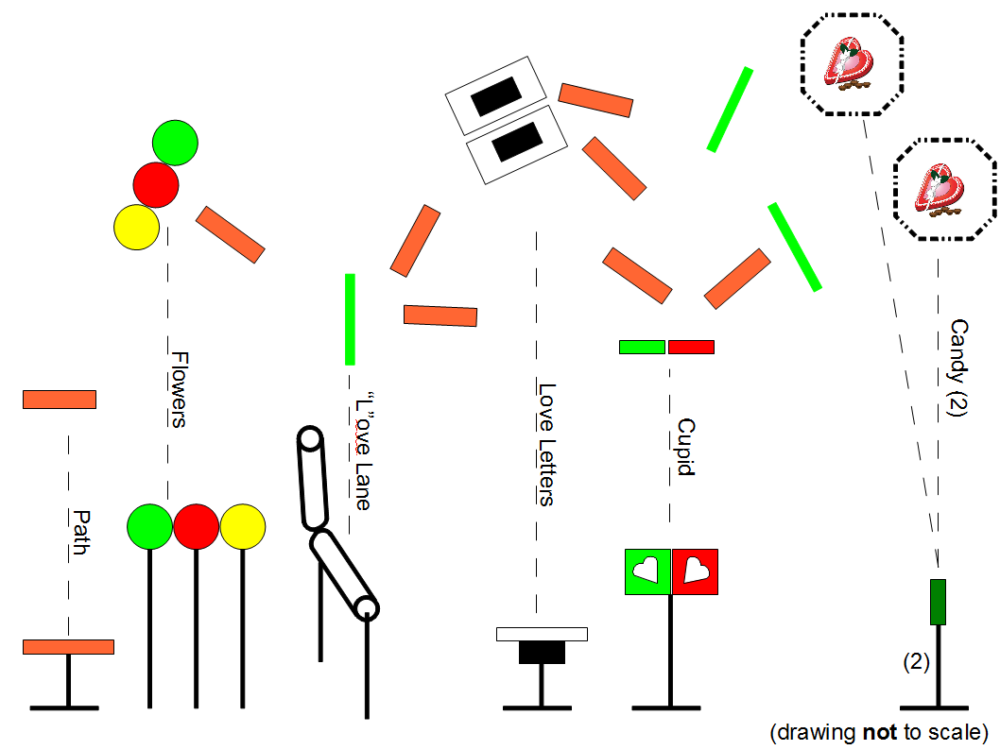 Path
Flowers
“L”ove Lane
Love Letters
Cupid
Candy (2)
(2)
(drawing not to scale)